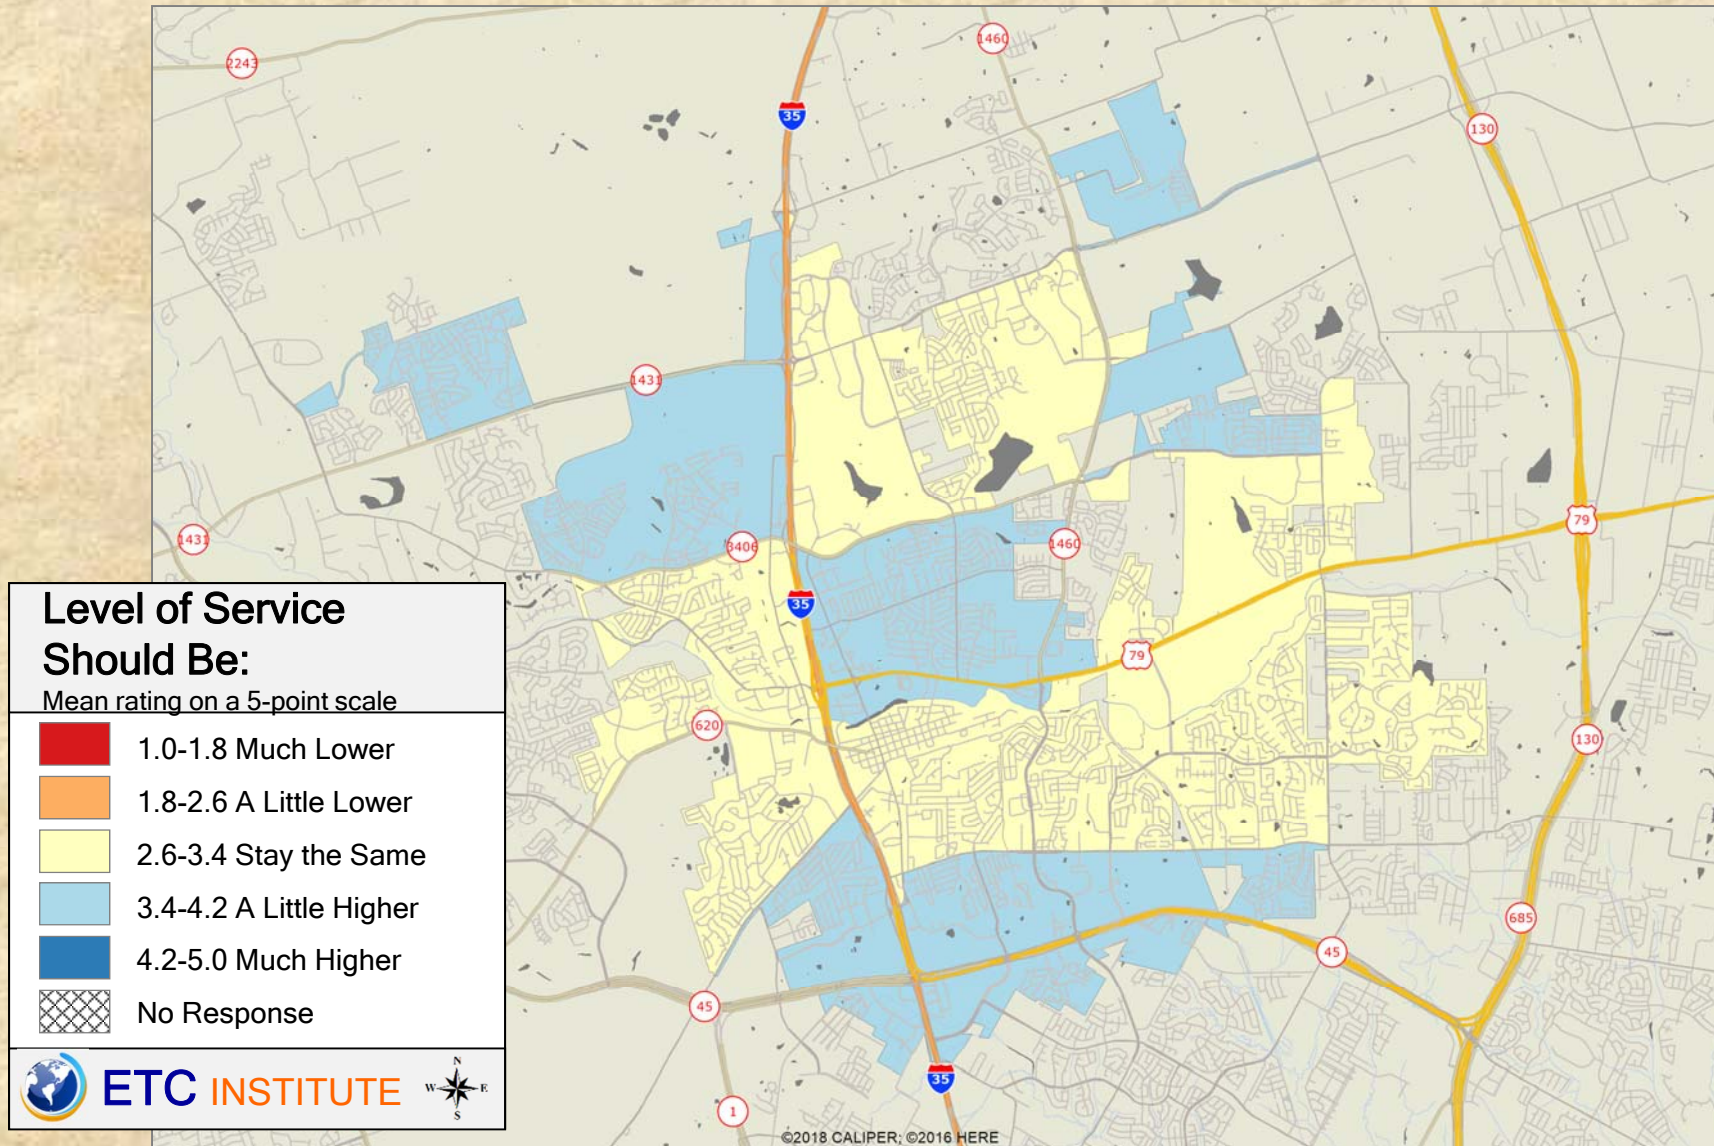 2243
1460
35
130
1431
1431
3406
1460
79
35
79
620
130
685
45
45
35
1
Level of Service
Should Be:
Mean rating on a 5-point scale
1.0-1.8 Much Lower
1.8-2.6 A Little Lower
2.6-3.4 Stay the Same
3.4-4.2 A Little Higher
4.2-5.0 Much Higher
No Response
ETC INSTITUTE
N
W
E
S
©2018 CALIPER; ©2016 HERE